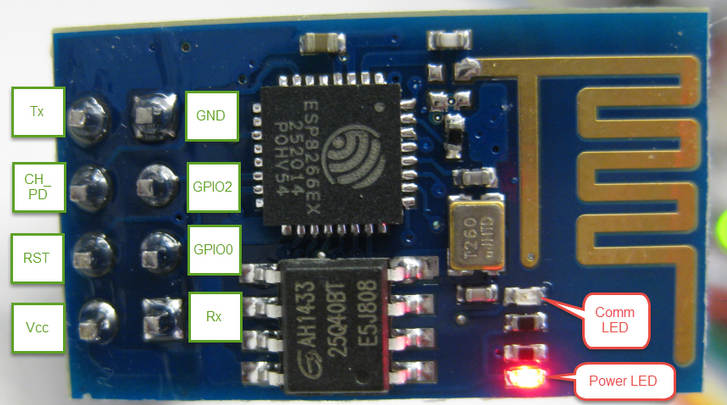 Tx
GND
CH_
PD
GPIO2
RST
GPIO0
Vcc
Rx
ESP8266EX
252014
P0HV54
T260
AH1433
25Q40BT
E5J808
Comm
LED
Power LED